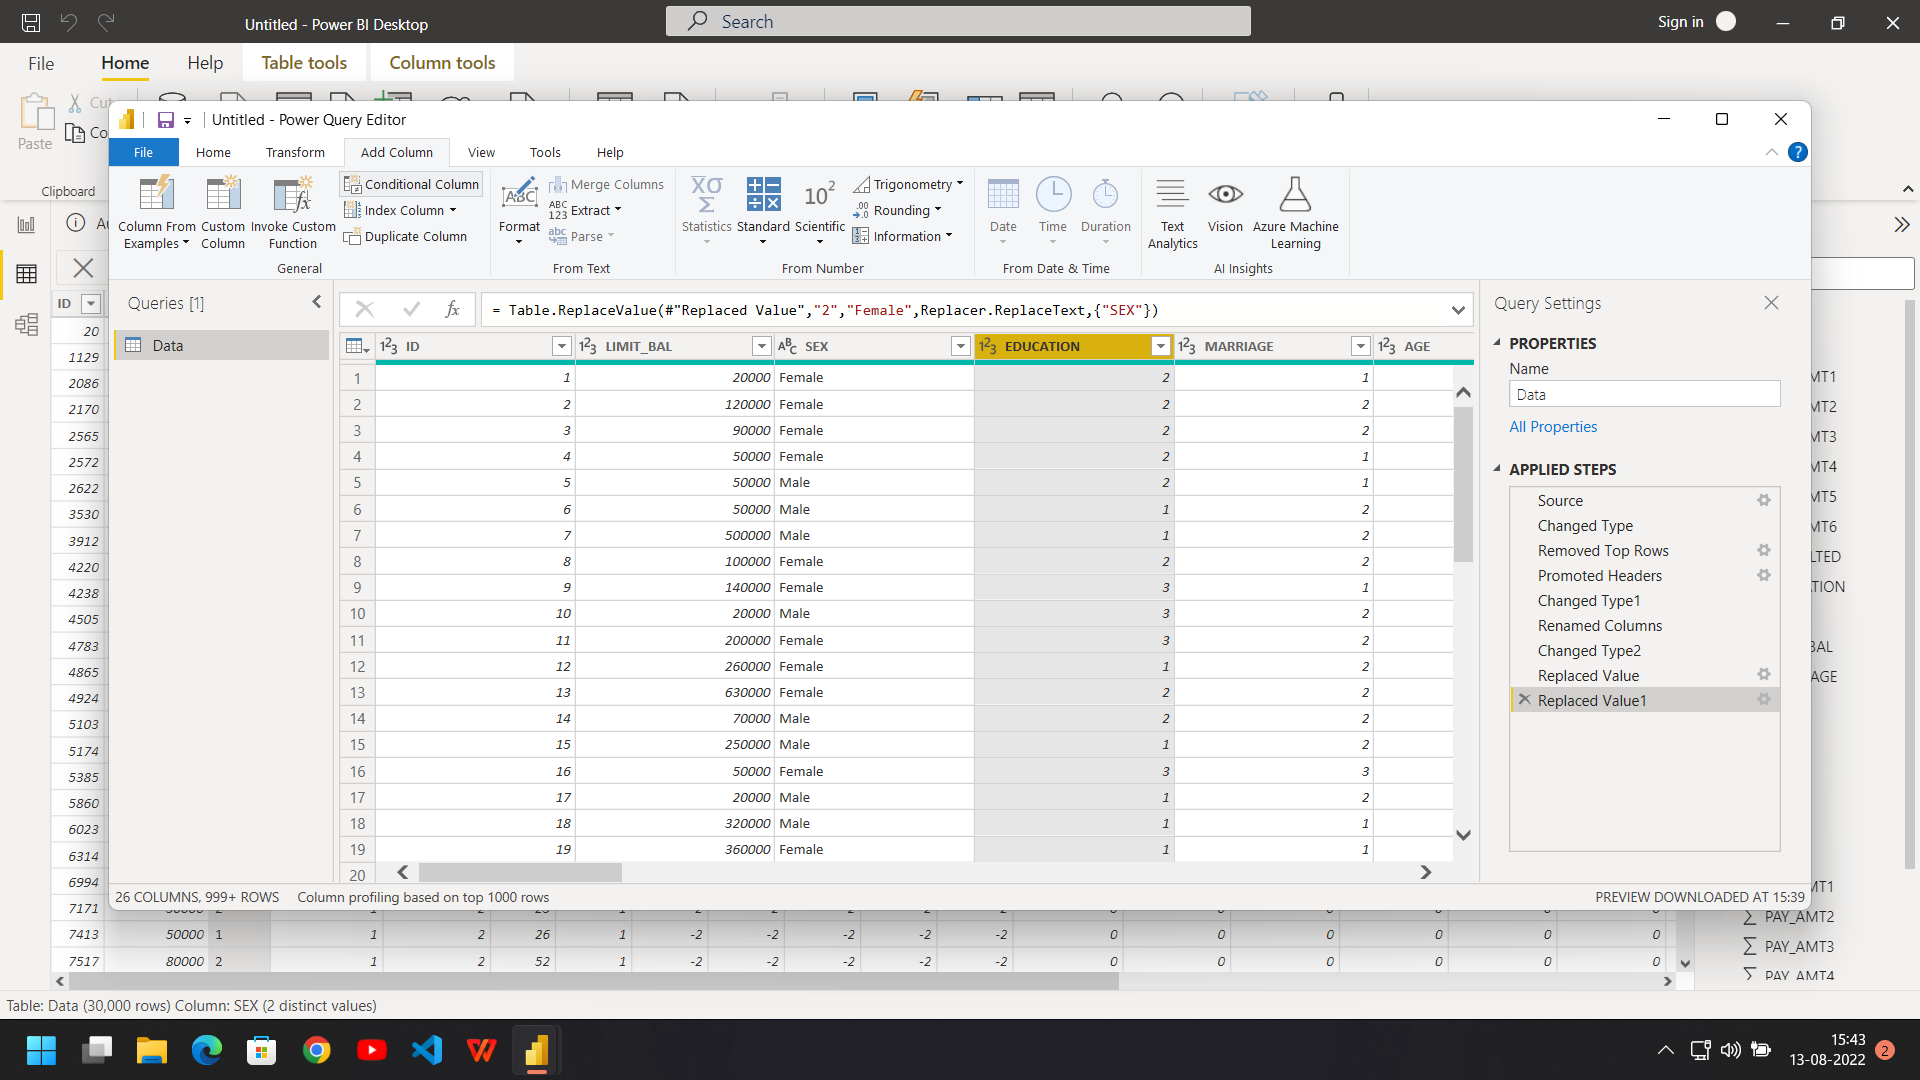 Untitled - Power BI Desktop
Search
Sign in
File
Home
Help
Table tools
Column tools
Paste
Clipboard
Untitled - Power Query Editor
File
Home
Transform
Add Column
View
Tools
Help
Column From Examples
Custom Column
Invoke Custom Function
Conditional Column
Index Column
Duplicate Column
General
Format
Merge Columns
Extract
Parse
From Text
Statistics
Standard
Scientific
Trigonometry
Rounding
Information
From Number
Date
Time
Duration
From Date & Time
Text Analytics
Vision
Azure Machine Learning
AI Insights
Queries [1]
Data
= Table.ReplaceValue(#"Replaced Value","2","Female",Replacer.ReplaceText,{"SEX"})
ID LIMIT_BAL SEX EDUCATION MARRIAGE AGE
1 1 20000 Female 2 1
2 2 120000 Female 2 2
3 3 90000 Female 2 2
4 4 50000 Female 2 1
5 5 50000 Male 2 1
6 6 50000 Male 1 2
7 7 500000 Male 1 2
8 8 100000 Female 2 2
9 9 140000 Female 3 1
10 10 20000 Male 3 2
11 11 200000 Female 3 2
12 12 260000 Female 1 2
13 13 630000 Female 2 2
14 14 70000 Male 2 2
15 15 250000 Male 1 2
16 16 50000 Female 3 3
17 17 20000 Male 1 2
18 18 320000 Male 1 1
19 19 360000 Female 1 1
20
26 COLUMNS, 999+ ROWS
Column profiling based on top 1000 rows
PREVIEW DOWNLOADED AT 15:39
Query Settings
PROPERTIES
Name
Data
All Properties
APPLIED STEPS
Source
Changed Type
Removed Top Rows
Promoted Headers
Changed Type1
Renamed Columns
Changed Type2
Replaced Value
Replaced Value1
ID
20
1129
2086
2170
2565
2572
2622
3530
3912
4220
4238
4505
4783
4865
4924
5103
5174
5385
5860
6023
6314
6994
7171
7413 50000 1 1 2 26 1 -2 -2 -2 -2 -2 0 0 0 0 0 0
7517 80000 2 1 2 52 1 -2 -2 -2 -2 -2 0 0 0 0 0 0
MT1
MT2
MT3
MT4
MT5
MT6
LTED
TION
BAL
AGE
MT1
PAY_AMT2
PAY_AMT3
PAY_AMT4
Table: Data (30,000 rows) Column: SEX (2 distinct values)
15:43
13-08-2022
2